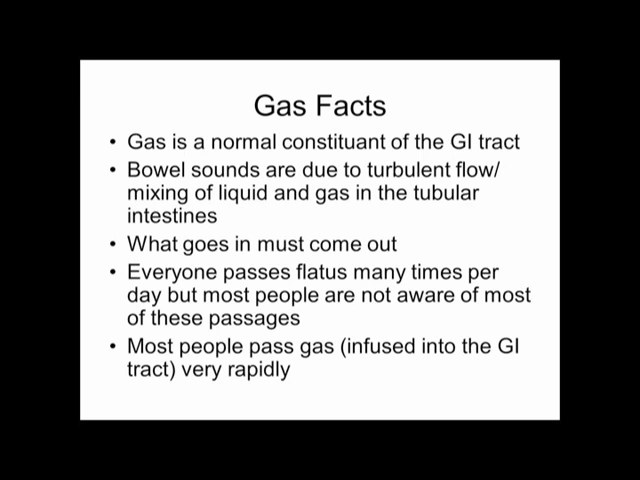 Gas Facts
• Gas is a normal constituant of the GI tract
• Bowel sounds are due to turbulent flow/
mixing of liquid and gas in the tubular
intestines
• What goes in must come out
• Everyone passes flatus many times per
day but most people are not aware of most
of these passages
• Most people pass gas (infused into the GI
tract) very rapidly